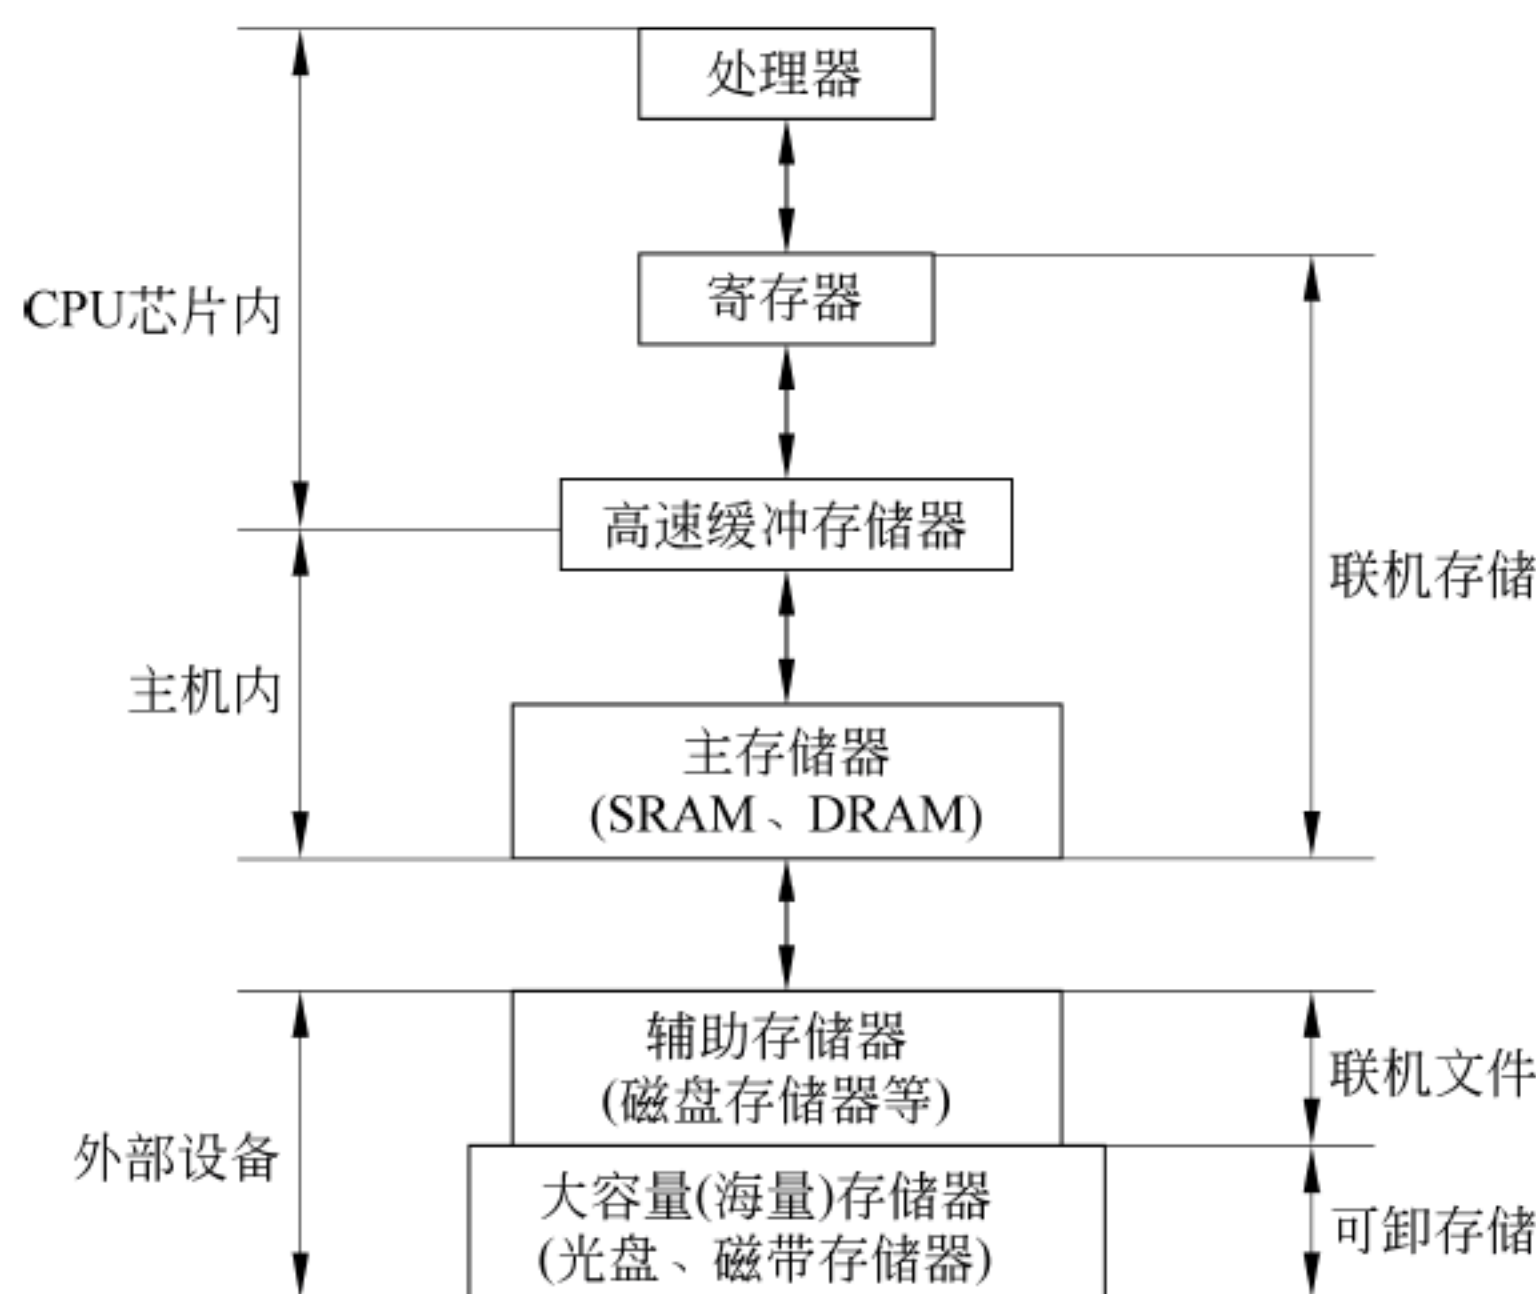 处理器
寄存器
CPU芯片内
高速缓冲存储器
联机存储
主机内
主存储器
(SRAM、DRAM)
辅助存储器
(磁盘存储器等)
联机文件
外部设备
大容量(海量)存储器
(光盘、磁带存储器)
可卸存储